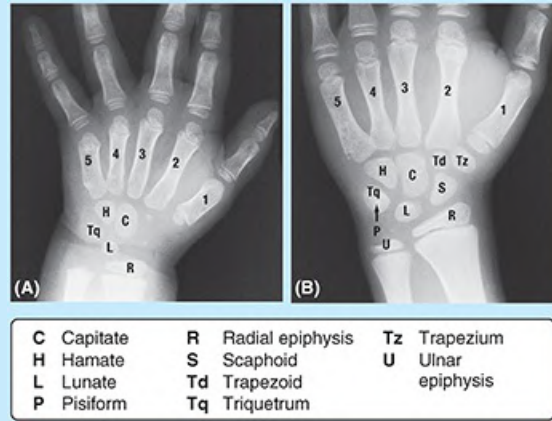 5 4 3 2 1
H C
Tq
L
R
(A)
5 4 3 2 1
H C Td Tz
Tq S
L R
P
U
(B)
C Capitate
H Hamate
L Lunate
P Pisiform
R Radial epiphysis
S Scaphoid
Td Trapezoid
Tq Triquetrum
Tz Trapezium
U Ulnar
epiphysis